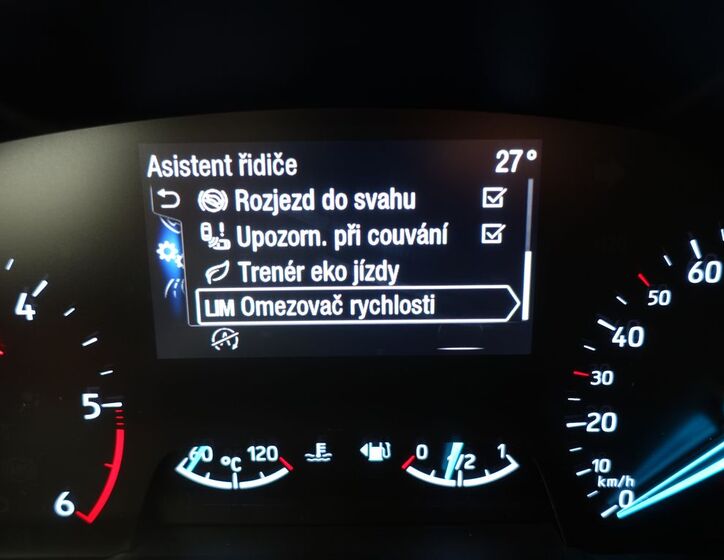 Asistent řidiče 27°
Rozjezd do svahu
Upozorn. při couvání
Trenér eko jízdy
LIM Omezovač rychlosti
A
4
5
6
60 °C 120
0 1/2 1
60
50
40
30
20
10
km/h
0